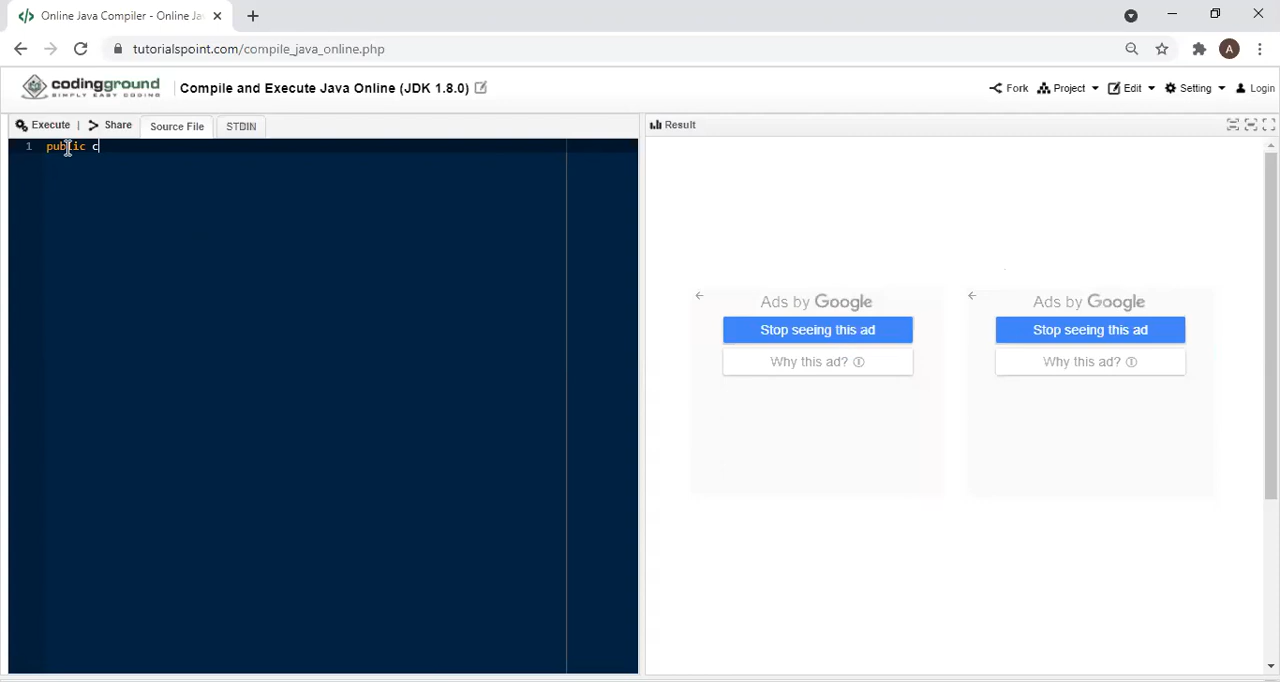 Online Java Compiler - Online Ja
tutorialspoint.com/compile_java_online.php
A
codingground
SIMPLY EASY CODING
Compile and Execute Java Online (JDK 1.8.0)
Fork Project Edit Setting Login
Execute | Share Source File STDIN
Result
1 public c
Ads by Google
Stop seeing this ad
Why this ad?
Ads by Google
Stop seeing this ad
Why this ad?